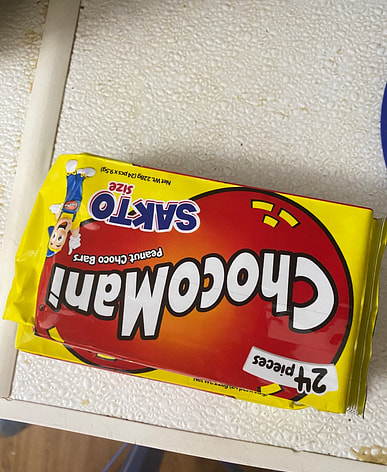 24 pieces
ChocoMani
Peanut Choco Bars
SAKTO
Size
Net Wt. 228g (24 pcs x 9.5g)